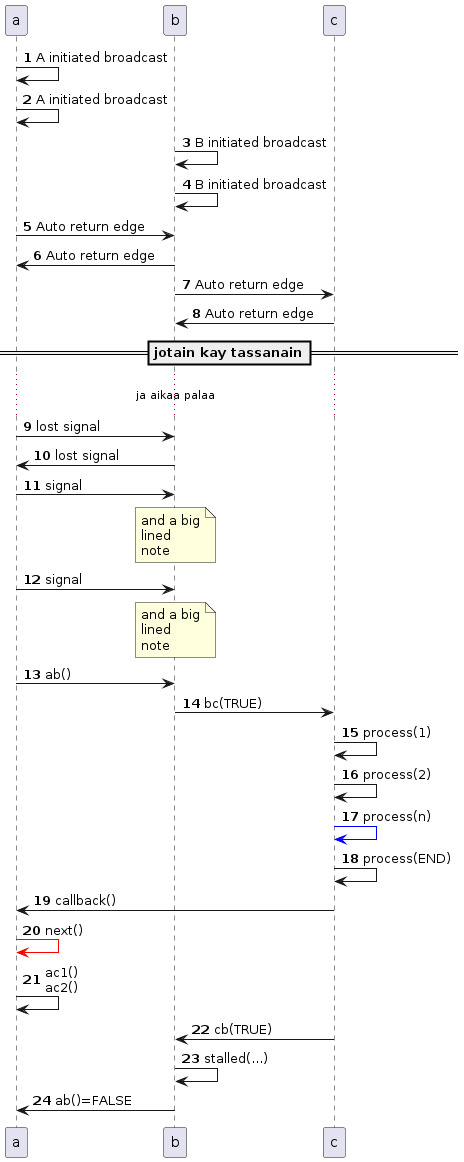 a b c
1 A initiated broadcast
2 A initiated broadcast
3 B initiated broadcast
4 B initiated broadcast
5 Auto return edge
6 Auto return edge
7 Auto return edge
8 Auto return edge
jotain kay tassanain
ja aikaa palaa
9 lost signal
10 lost signal
11 signal
and a big
lined
note
12 signal
and a big
lined
note
13 ab()
14 bc(TRUE)
15 process(1)
16 process(2)
17 process(n)
18 process(END)
19 callback()
20 next()
21 ac1()
ac2()
22 cb(TRUE)
23 stalled(...)
24 ab()=FALSE
a b c